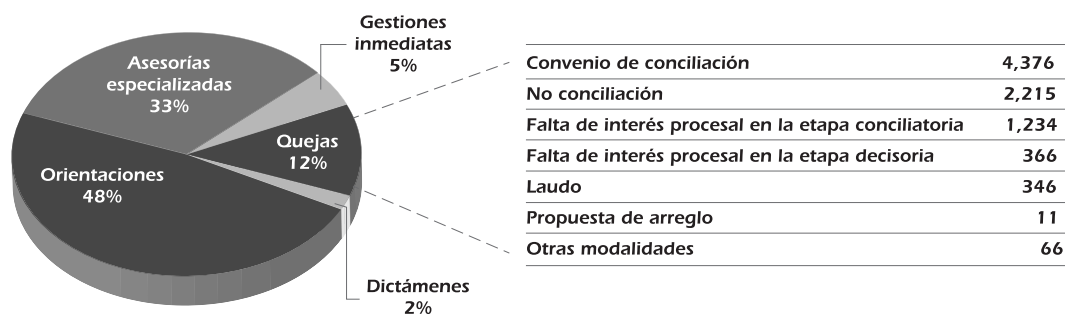 Gestiones
inmediatas
5%
Asesorías
especializadas
33%
Quejas
12%
Orientaciones
48%
Dictámenes
2%
Convenio de conciliación 4,376
No conciliación 2,215
Falta de interés procesal en la etapa conciliatoria 1,234
Falta de interés procesal en la etapa decisoria 366
Laudo 346
Propuesta de arreglo 11
Otras modalidades 66